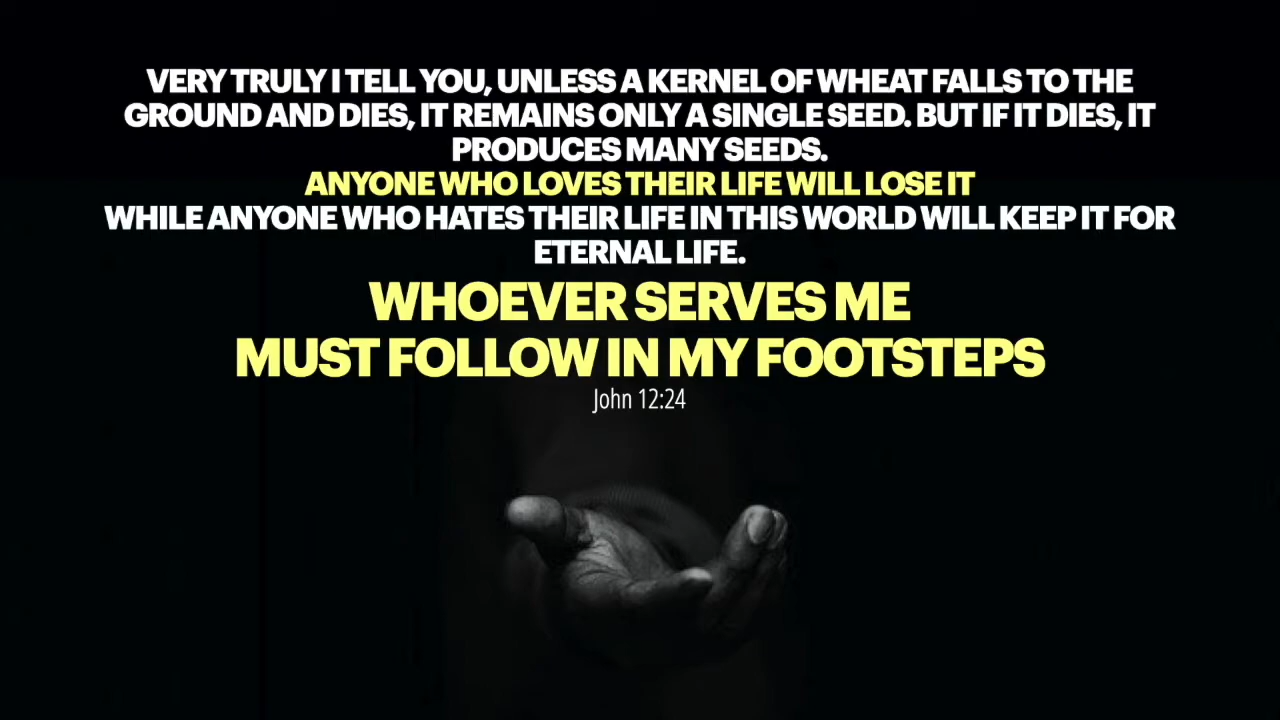 VERY TRULY I TELL YOU, UNLESS A KERNEL OF WHEAT FALLS TO THE
GROUND AND DIES, IT REMAINS ONLY A SINGLE SEED. BUT IF IT DIES, IT
PRODUCES MANY SEEDS.
ANYONE WHO LOVES THEIR LIFE WILL LOSE IT
WHILE ANYONE WHO HATES THEIR LIFE IN THIS WORLD WILL KEEP IT FOR
ETERNAL LIFE.
WHOEVER SERVES ME
MUST FOLLOW IN MY FOOTSTEPS
John 12:24